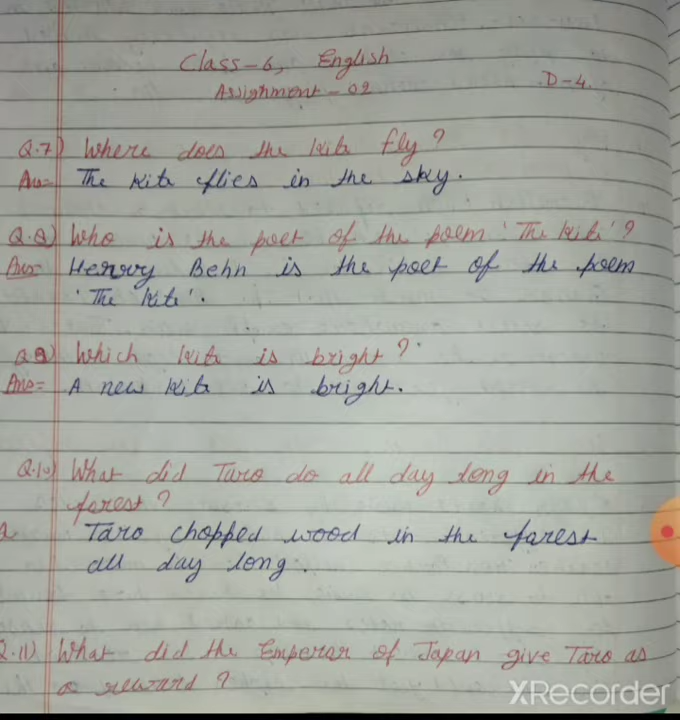 Class-6, English
Assignment-02
D-4.
Q.7) Where does the kite fly?
Ans= The kite flies in the sky.
Q.8) Who is the poet of the poem 'The kite'?
Ans= Henry Behn is the poet of the poem
'The kite'.
Q9) Which kite is bright?
Ans= A new kite is bright.
Q.10) What did Taro do all day long in the
forest?
Taro chopped wood in the forest
all day long.
Q.11) What did the Emperor of Japan give Taro as
a reward?
XRecorder